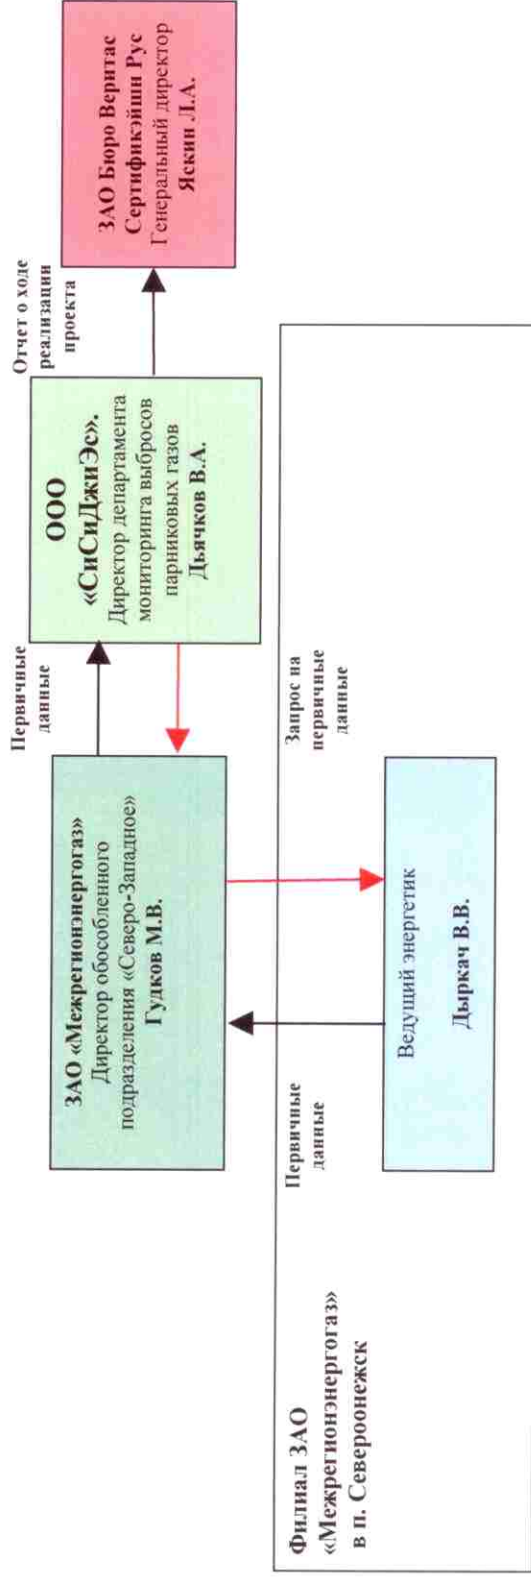 ЗАО «Межрегионэнергогаз»
Директор обособленного
подразделения «Северо-Западное»
Гудков М.В.
Первичные
данные
ООО
«СиСиДжиЭс».
Директор департамента
мониторинга выбросов
парниковых газов
Дьячков В.А.
Отчет о ходе
реализации
проекта
ЗАО Бюро Веритас
Сертификэйшн Рус
Генеральный директор
Яскин Л.А.
Филиал ЗАО
«Межрегионэнергогаз»
в п. Североонежск
Первичные
данные
Запрос на
первичные
данные
Ведущий энергетик
Дыркач В.В.